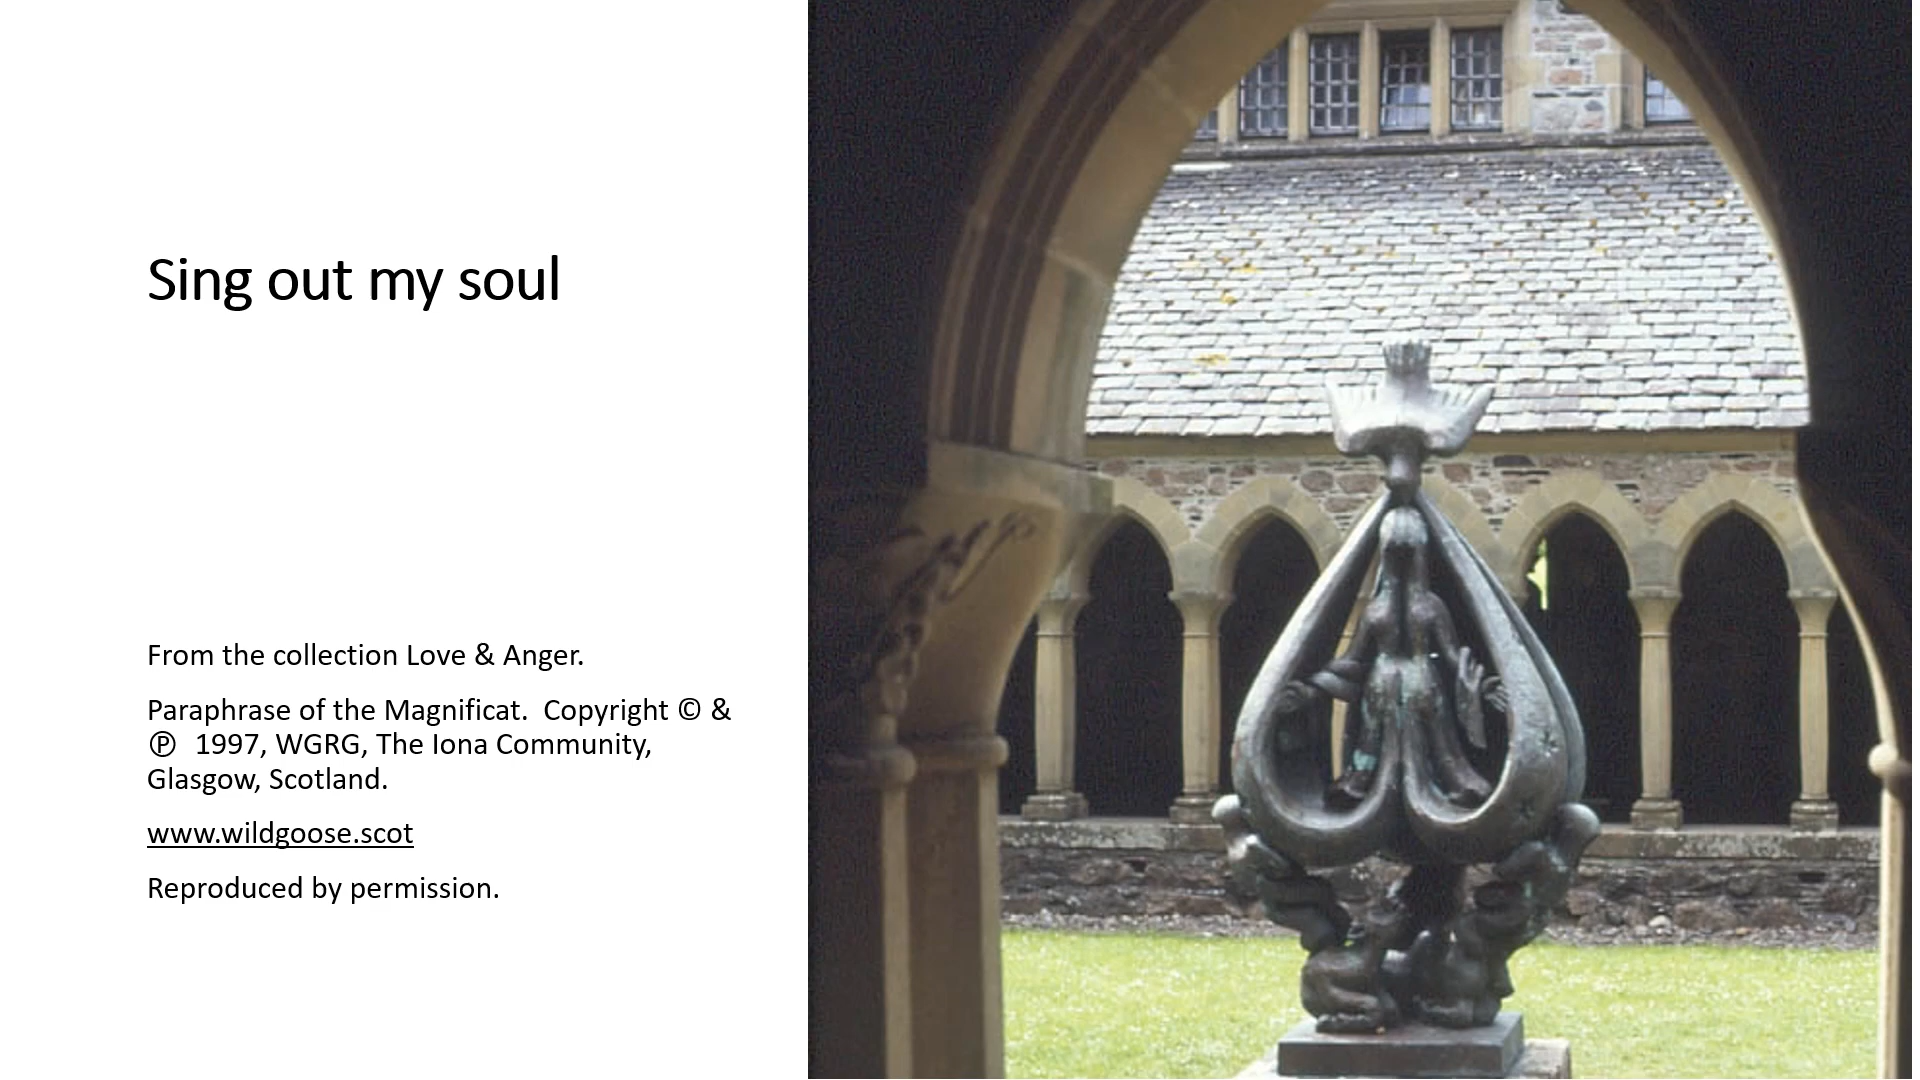 Sing out my soul
From the collection Love & Anger.
Paraphrase of the Magnificat.  Copyright © &
℗  1997, WGRG, The Iona Community,
Glasgow, Scotland.
www.wildgoose.scot
Reproduced by permission.